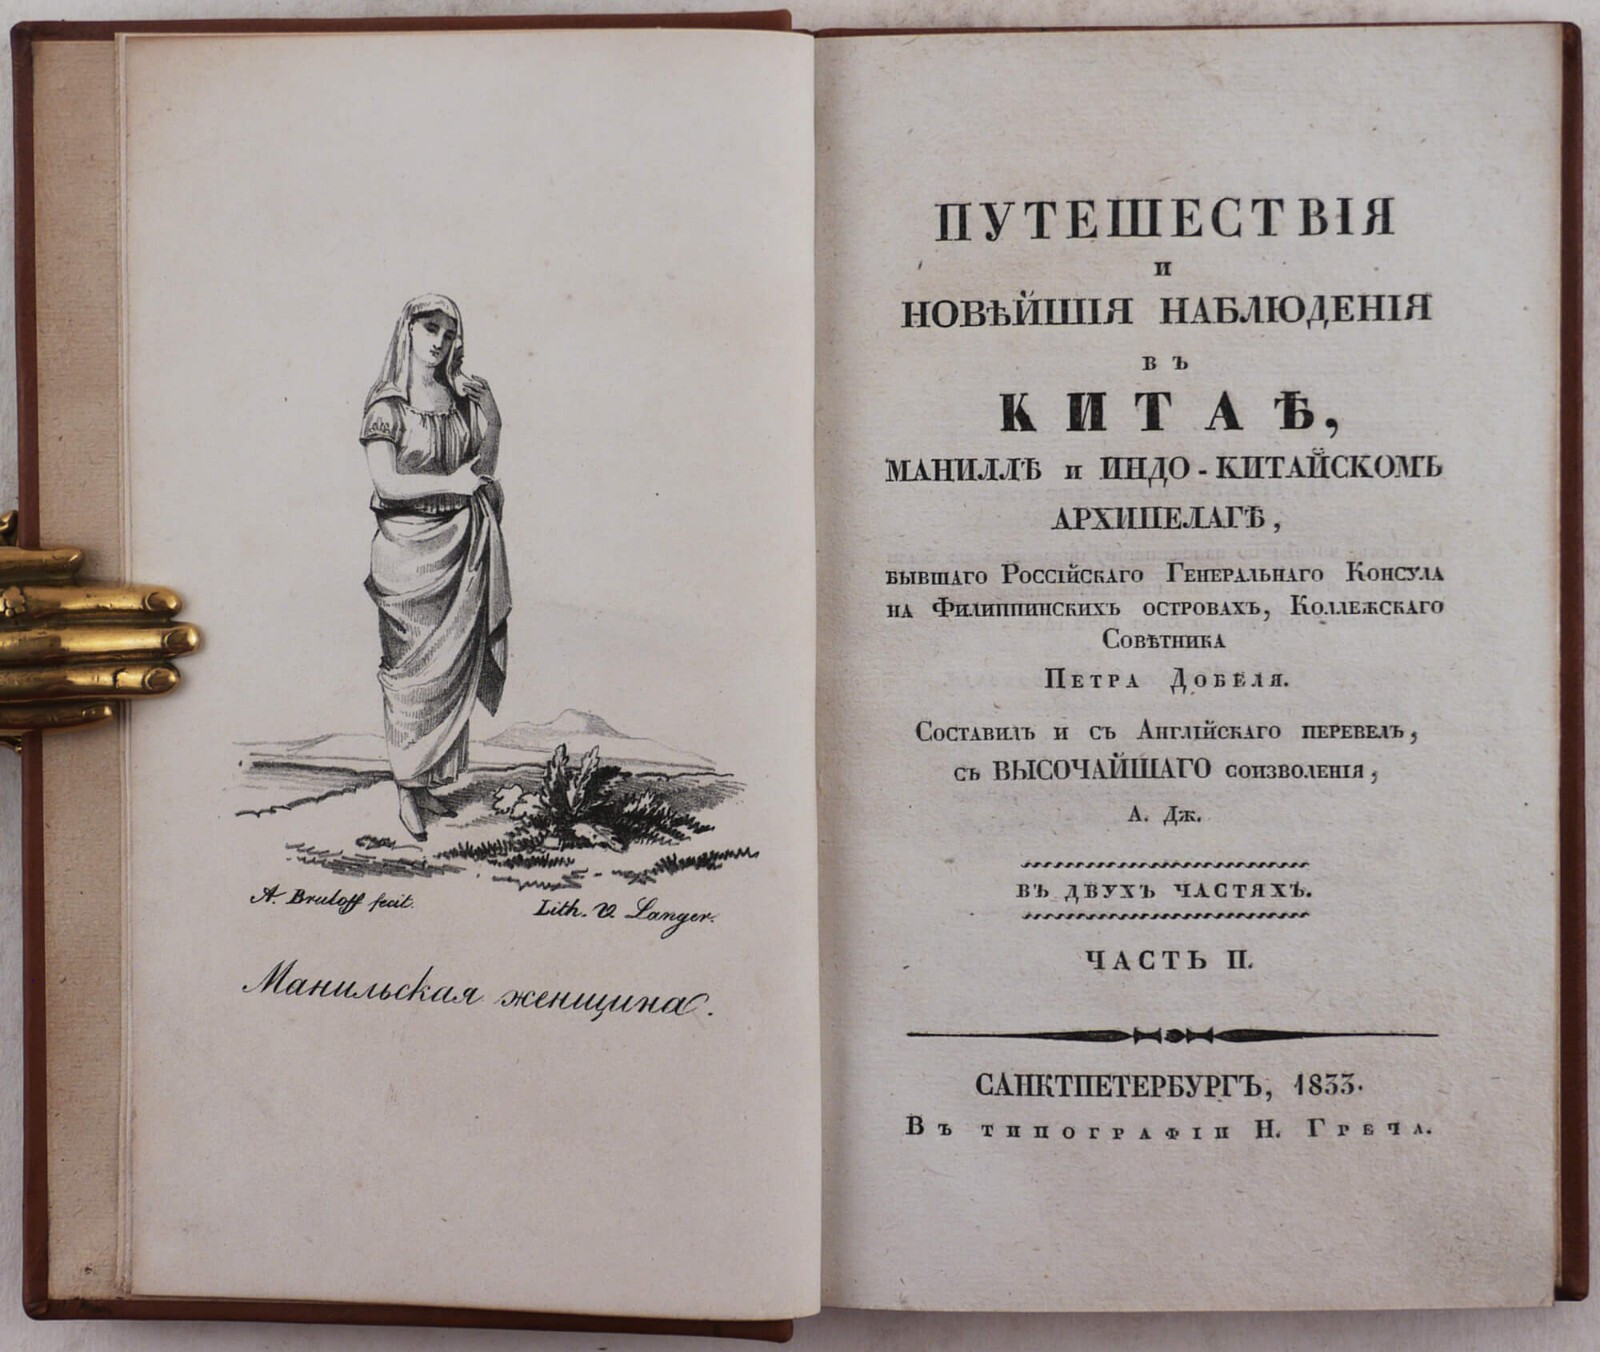 A. Bruloff fecit.
Lith. V. Langer.
Манильская женщина.
ПУТЕШЕСТВІЯ
И
НОВѢЙШІЯ НАБЛЮДЕНІЯ
ВЪ
КИТАѢ,
МАНИЛЛѢ и ИНДО-КИТАЙСКОМЪ
АРХИПЕЛАГѢ,
бывшаго Россійскаго Генеральнаго Консула
на Филиппинскихъ островахъ, Коллежскаго
Совѣтника
Петра Добеля.
Составилъ и съ Англійскаго перевелъ,
съ ВЫСОЧАЙШАГО соизволенія,
А. Дж.
ВЪ ДВУХЪ ЧАСТЯХЪ.
ЧАСТЬ II.
САНКТПЕТЕРБУРГЪ, 1833.
Въ типографіи Н. Греча.